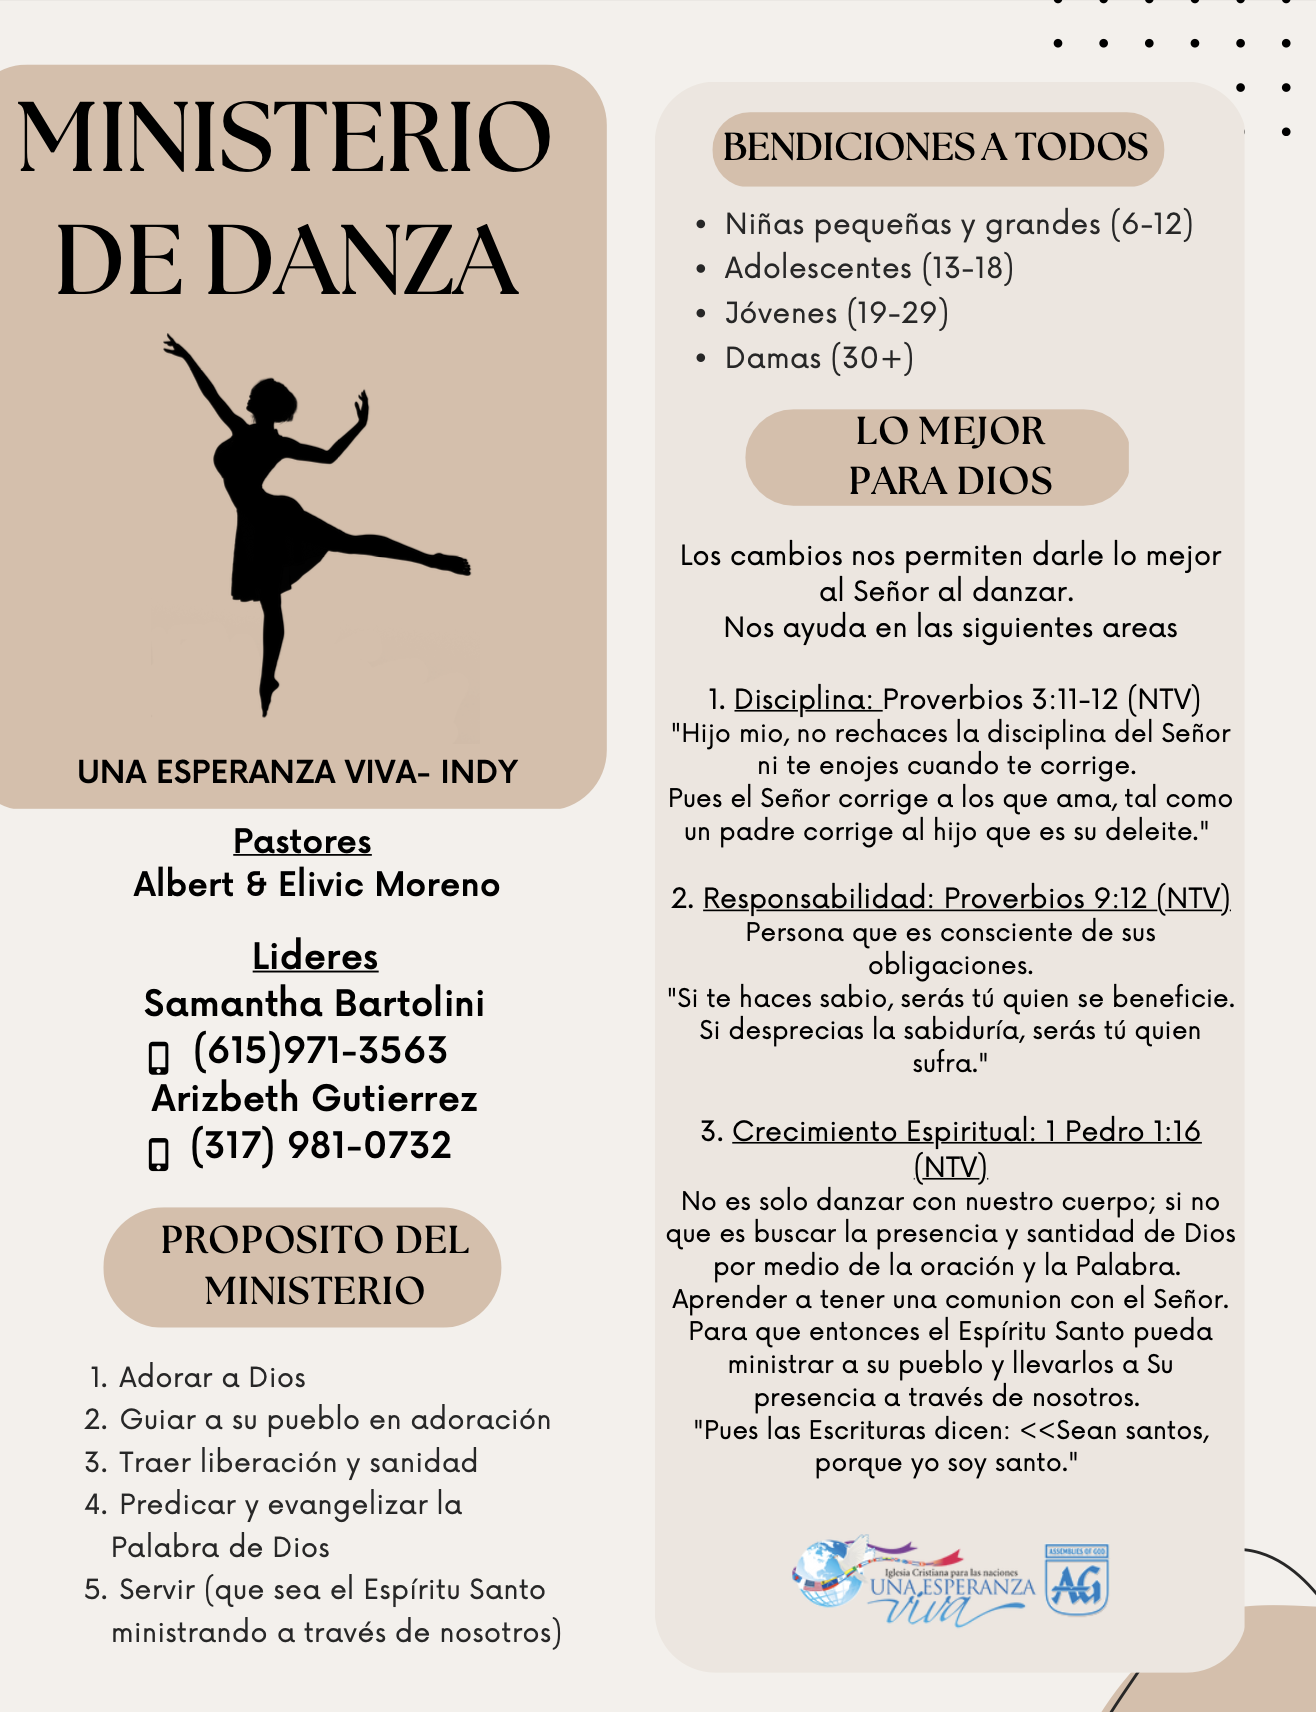 MINISTERIO
DE DANZA
UNA ESPERANZA VIVA- INDY
Pastores
Albert & Elivic Moreno
Lideres
Samantha Bartolini
(615)971-3563
Arizbeth Gutierrez
(317) 981-0732
PROPOSITO DEL
MINISTERIO
1. Adorar a Dios
2. Guiar a su pueblo en adoración
3. Traer liberación y sanidad
4. Predicar y evangelizar la
Palabra de Dios
5. Servir (que sea el Espíritu Santo
ministrando a través de nosotros)
BENDICIONES A TODOS
• Niñas pequeñas y grandes (6-12)
• Adolescentes (13-18)
• Jóvenes (19-29)
• Damas (30+)
LO MEJOR
PARA DIOS
Los cambios nos permiten darle lo mejor
al Señor al danzar.
Nos ayuda en las siguientes areas
1. Disciplina: Proverbios 3:11-12 (NTV)
"Hijo mio, no rechaces la disciplina del Señor
ni te enojes cuando te corrige.
Pues el Señor corrige a los que ama, tal como
un padre corrige al hijo que es su deleite."
2. Responsabilidad: Proverbios 9:12 (NTV)
Persona que es consciente de sus
obligaciones.
"Si te haces sabio, serás tú quien se beneficie.
Si desprecias la sabiduría, serás tú quien
sufra."
3. Crecimiento Espiritual: 1 Pedro 1:16
(NTV)
No es solo danzar con nuestro cuerpo; si no
que es buscar la presencia y santidad de Dios
por medio de la oración y la Palabra.
Aprender a tener una comunion con el Señor.
Para que entonces el Espíritu Santo pueda
ministrar a su pueblo y llevarlos a Su
presencia a través de nosotros.
"Pues las Escrituras dicen: <<Sean santos,
porque yo soy santo."
Iglesia Cristiana para las naciones
UNA ESPERANZA
viva
ASSEMBLIES OF GOD
AG